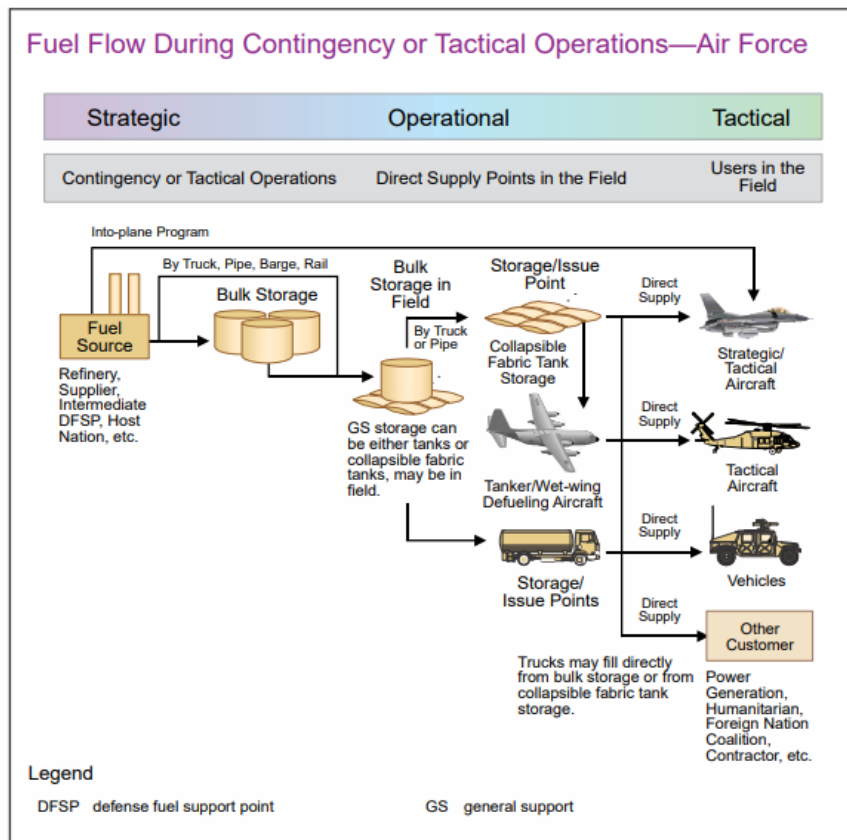 Fuel Flow During Contingency or Tactical Operations—Air Force
Strategic
Operational
Tactical
Contingency or Tactical Operations
Direct Supply Points in the Field
Users in the
Field
Into-plane Program
By Truck, Pipe, Barge, Rail
Bulk Storage
Fuel
Source
Refinery,
Supplier,
Intermediate
DFSP, Host
Nation, etc.
Bulk
Storage in
Field
By Truck
or Pipe
GS storage can
be either tanks or
collapsible fabric
tanks, may be in
field.
Storage/Issue
Point
Collapsible
Fabric Tank
Storage
Tanker/Wet-wing
Defueling Aircraft
Storage/
Issue Points
Trucks may fill directly
from bulk storage or from
collapsible fabric tank
storage.
Direct
Supply
Strategic/
Tactical
Aircraft
Direct
Supply
Tactical
Aircraft
Direct
Supply
Vehicles
Direct
Supply
Other
Customer
Power
Generation,
Humanitarian,
Foreign Nation
Coalition,
Contractor, etc.
Legend
DFSP defense fuel support point
GS general support